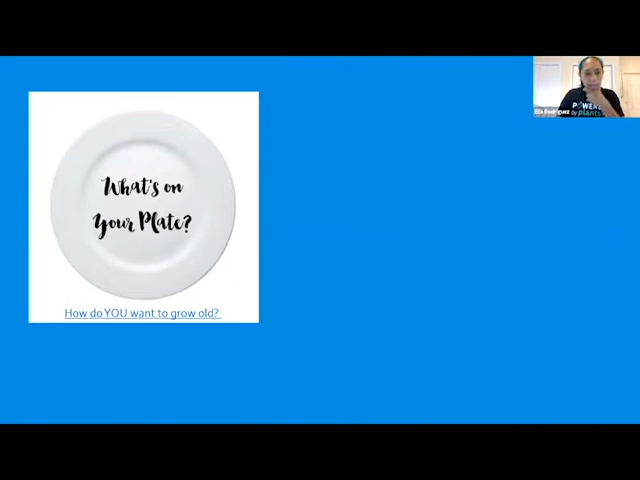 What's on
Your Plate?
How do YOU want to grow old?
POWERED
by plants